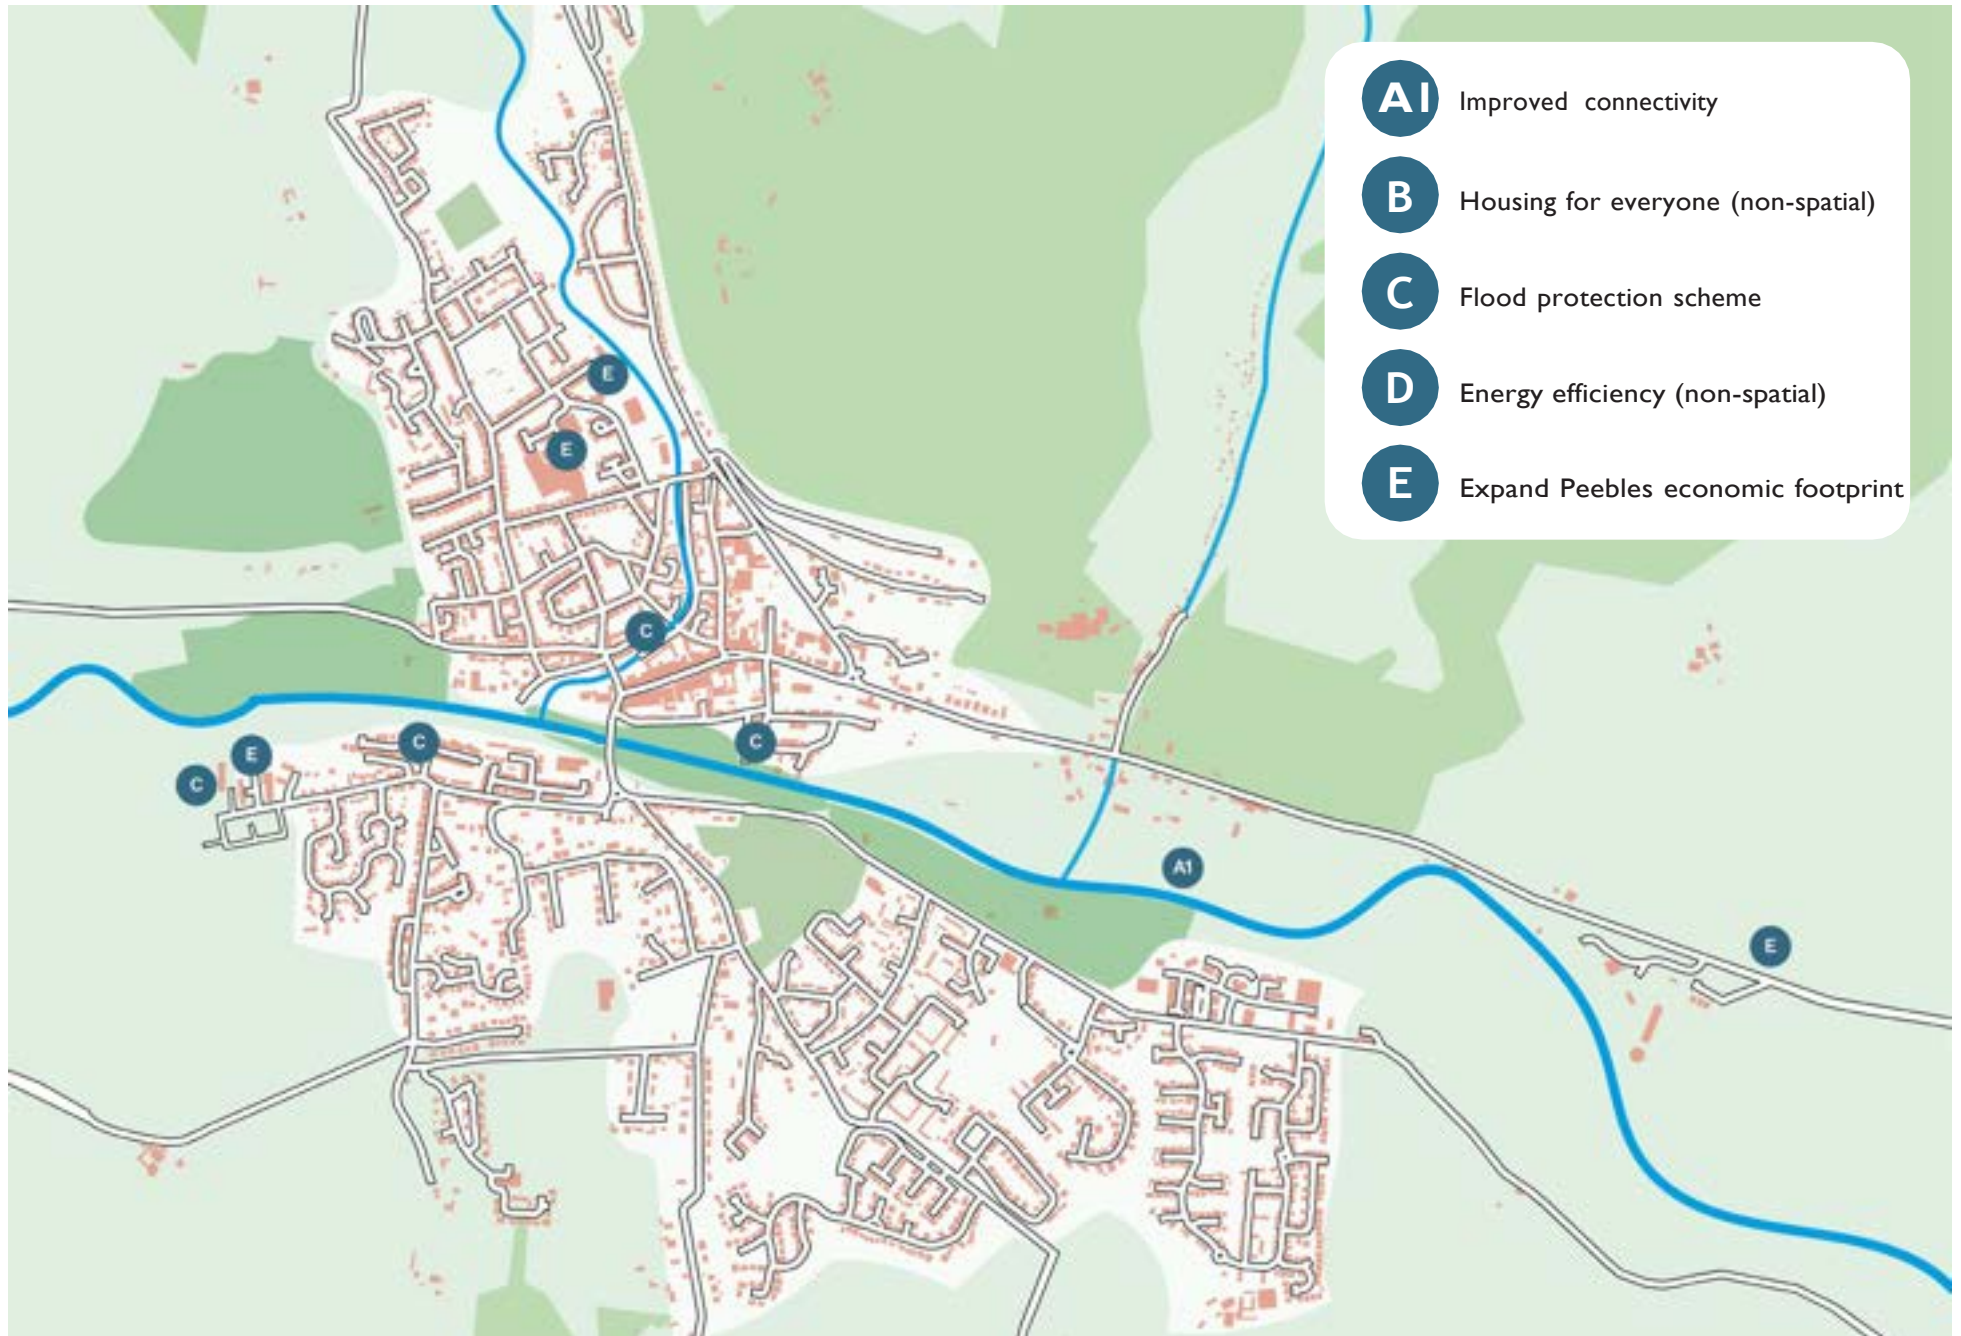 A1 Improved connectivity
B Housing for everyone (non-spatial)
C Flood protection scheme
D Energy efficiency (non-spatial)
E Expand Peebles economic footprint
E
E
C
C
E
C
C
A1
E